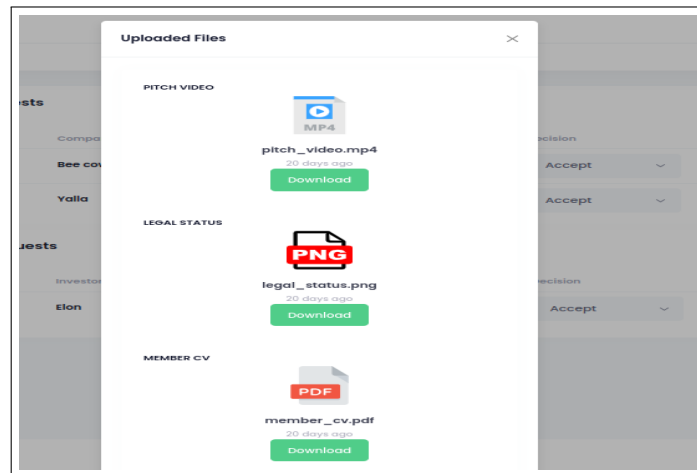 Uploaded Files
PITCH VIDEO
MP4
pitch_video.mp4
20 days ago
Download
LEGAL STATUS
PNG
legal_status.png
20 days ago
Download
MEMBER CV
PDF
member_cv.pdf
20 days ago
Download
ests
Compa
ecision
Bee cov
Accept
Yalla
Accept
uests
Investor
ecision
Elon
Accept